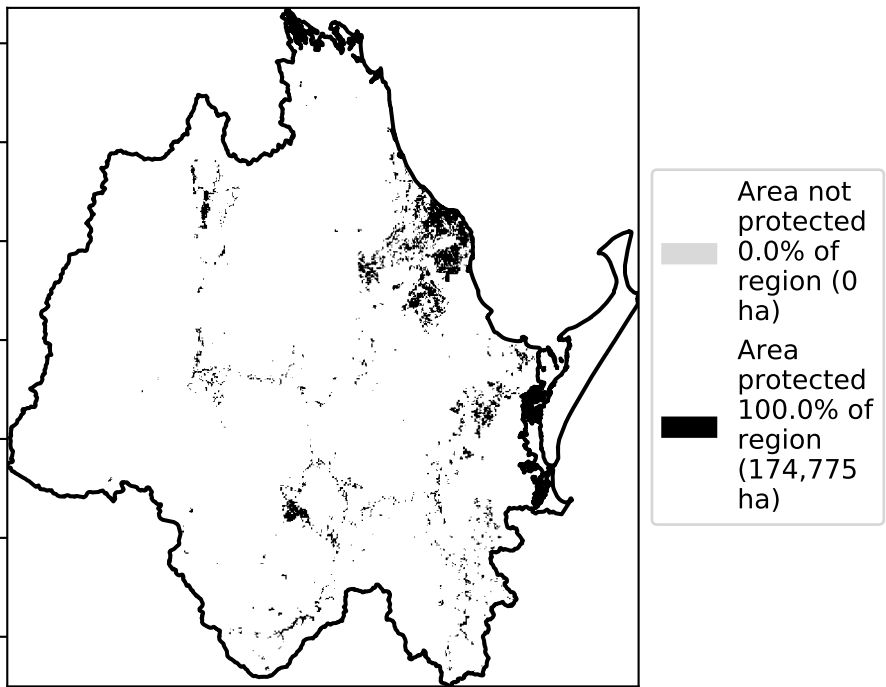 Area not
protected
0.0% of
region (0
ha)
Area
protected
100.0% of
region
(174,775
ha)